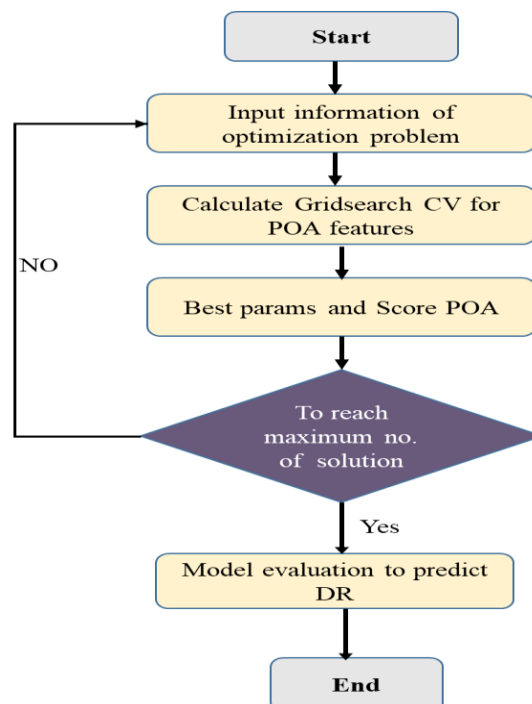 Start
Input information of
optimization problem
Calculate Gridsearch CV for
POA features
NO
Best params and Score POA
To reach
maximum no.
of solution
Yes
Model evaluation to predict
DR
End